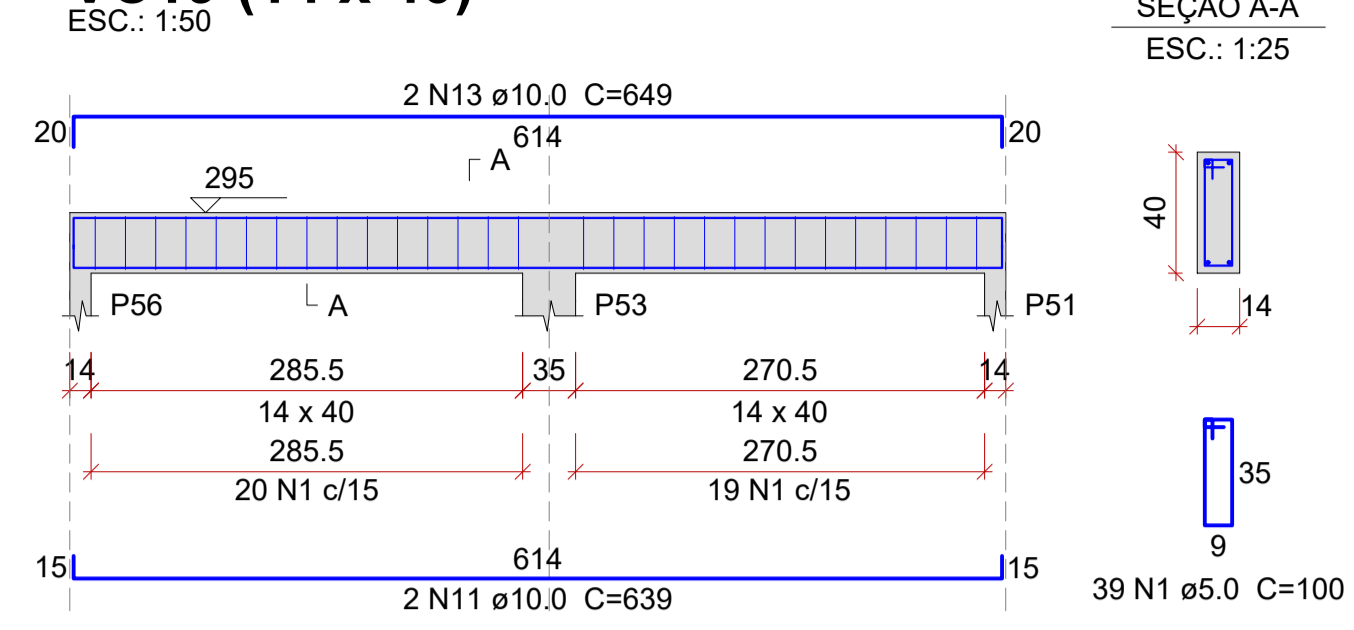 ESC.: 1:50
SEÇÃO A-A
ESC.: 1:25
2 N13 ø10.0 C=649
20
614
20
A
295
40
A
P56
P53
P51
14
14
285.5
35
270.5
14
14 x 40
14 x 40
285.5
270.5
20 N1 c/15
19 N1 c/15
35
9
39 N1 ø5.0 C=100
15
614
15
2 N11 ø10.0 C=639